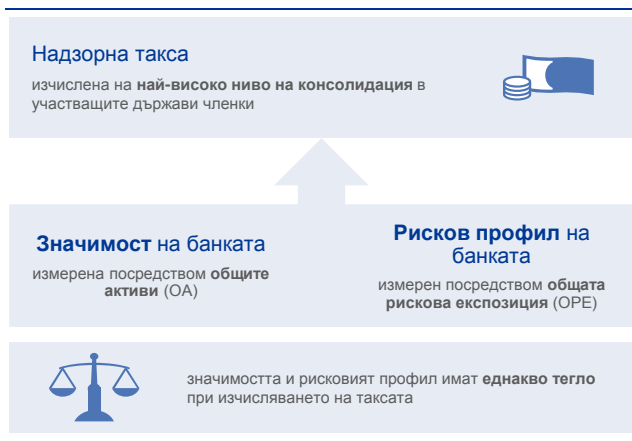 Надзорна такса
изчислена на най-високо ниво на консолидация в
участващите държави членки
Значимост на банката
измерена посредством общите
активи (ОА)
Рисков профил на
банката
измерен посредством общата
рискова експозиция (ОРЕ)
значимостта и рисковият профил имат еднакво тегло
при изчисляването на таксата